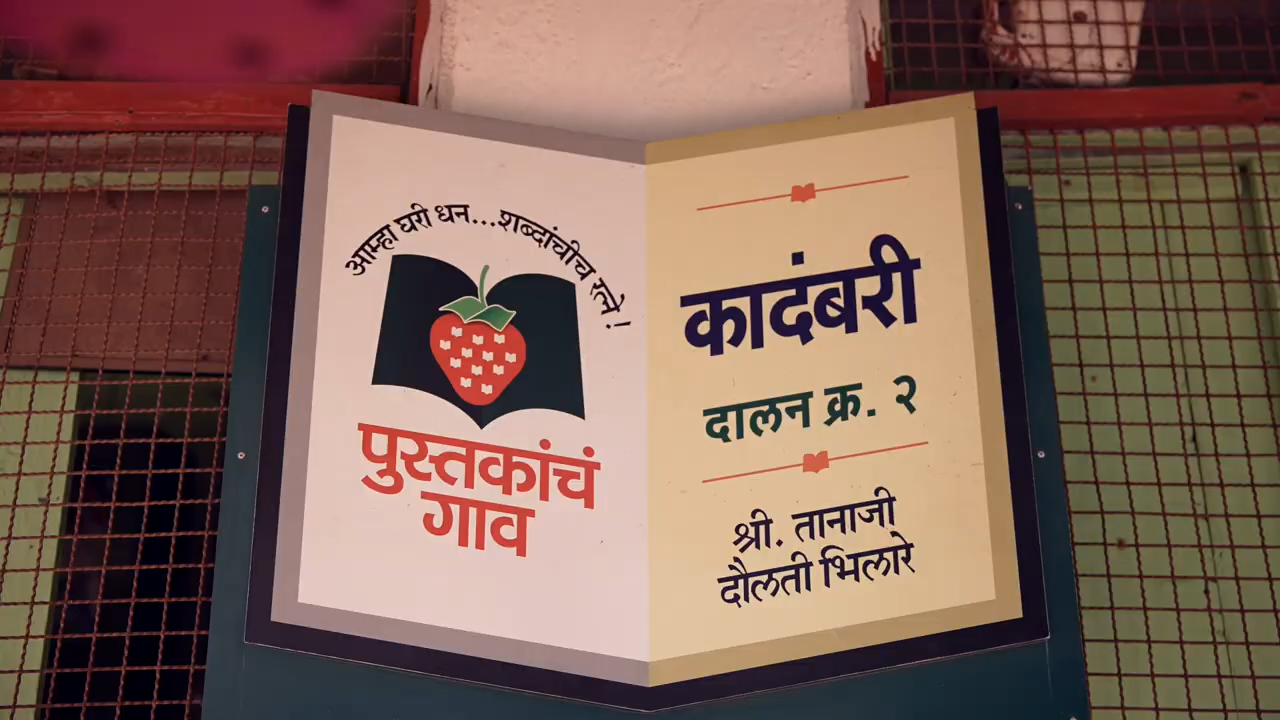 आम्हा घरी धन...शब्दांचीच रत्ने!
पुस्तकांचं
गाव
कादंबरी
दालन क्र. २
श्री. तानाजी
दौलती भिलारे